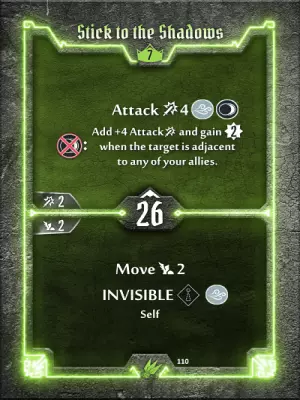 Stick to the Shadows
7
Attack 4
: Add +4 Attack and gain 2
when the target is adjacent
to any of your allies.
2
26
2
Move 2
INVISIBLE
Self
110